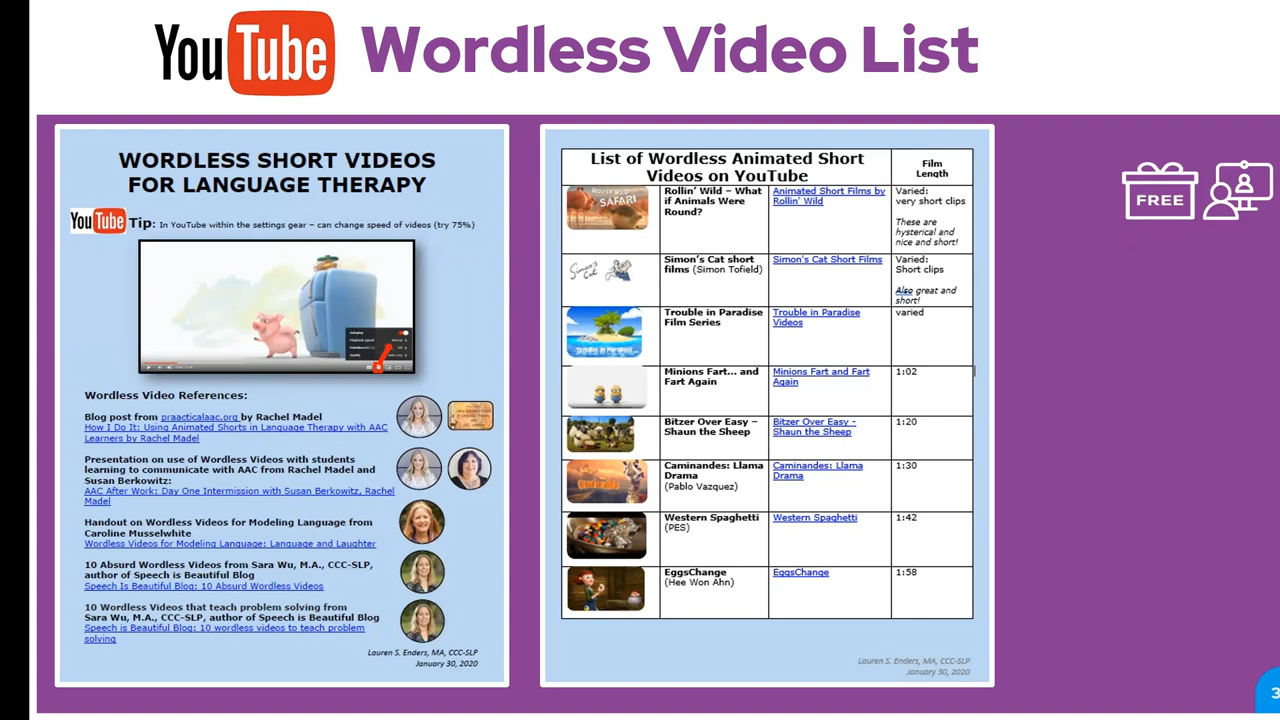 YouTube Wordless Video List
WORDLESS SHORT VIDEOS
FOR LANGUAGE THERAPY
YouTube Tip: In YouTube within the settings gear – can change speed of videos (try 75%)
Wordless Video References:
Blog post from praacticalaac.org by Rachel Madel
How I Do It: Using Animated Shorts in Language Therapy with AAC
Learners by Rachel Madel
Presentation on use of Wordless Videos with students
learning to communicate with AAC from Rachel Madel and
Susan Berkowitz:
AAC After Work: Day One Intermission with Susan Berkowitz, Rachel
Madel
Handout on Wordless Videos for Modeling Language from
Caroline Musselwhite
Wordless Videos for Modeling Language: Language and Laughter
10 Absurd Wordless Videos from Sara Wu, M.A., CCC-SLP,
author of Speech is Beautiful Blog
Speech Is Beautiful Blog: 10 Absurd Wordless Videos
10 Wordless Videos that teach problem solving from
Sara Wu, M.A., CCC-SLP, author of Speech is Beautiful Blog
Speech is Beautiful Blog: 10 wordless videos to teach problem
solving
Lauren S. Enders, MA, CCC-SLP
January 30, 2020
List of Wordless Animated Short
Videos on YouTube
Film
Length
SAFARI
Rollin’ Wild – What
if Animals Were
Round?
Animated Short Films by
Rollin' Wild
Varied:
very short clips
These are
hysterical and
nice and short!
Simon's Cat
Simon’s Cat short
films (Simon Tofield)
Simon's Cat Short Films
Varied:
Short clips
Also great and
short!
Trouble in Paradise
Film Series
Trouble in Paradise
Videos
varied
Minions Fart... and
Fart Again
Minions Fart and Fart
Again
1:02
Bitzer Over Easy –
Shaun the Sheep
Bitzer Over Easy -
Shaun the Sheep
1:20
Caminandes: Llama
Drama
(Pablo Vazquez)
Caminandes: Llama
Drama
1:30
Western Spaghetti
(PES)
Western Spaghetti
1:42
EggsChange
(Hee Won Ahn)
EggsChange
1:58
Lauren S. Enders, MA, CCC-SLP
January 30, 2020
FREE
3